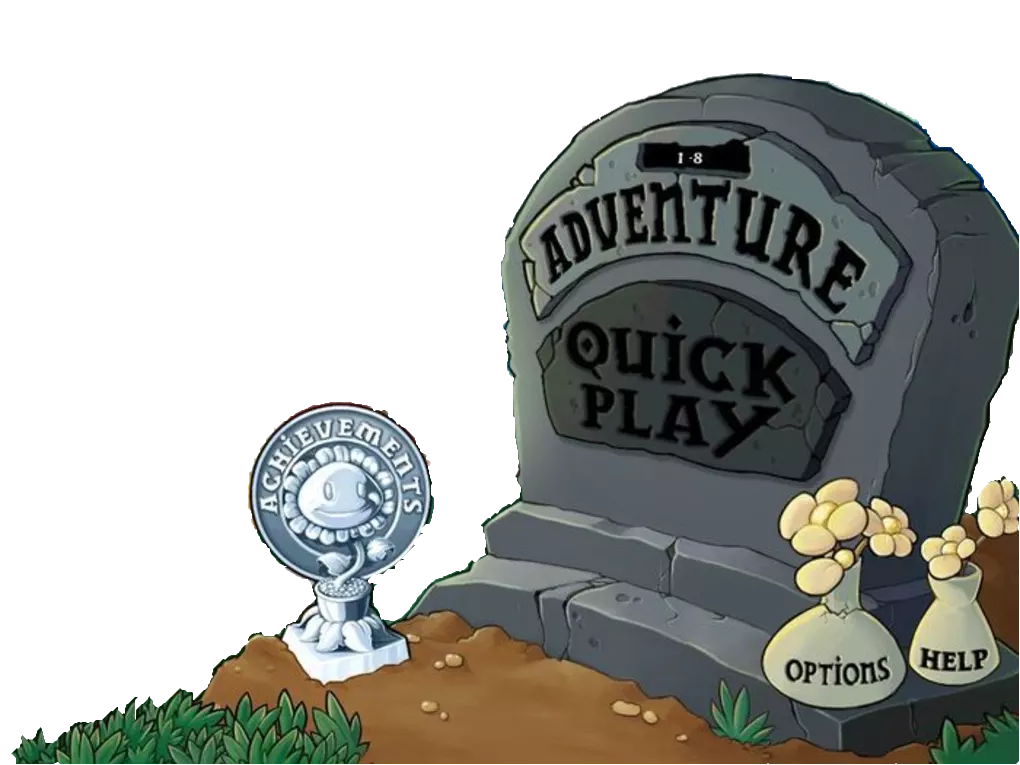 1-8
ADVENTURE
QUICK
PLAY
ACHIEVEMENTS
OPTIONS
HELP